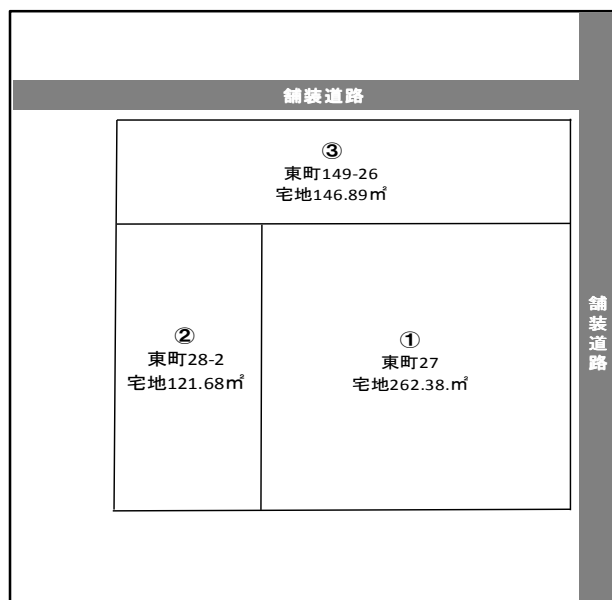 舗装道路
③
東町149-26
宅地146.89㎡
②
東町28-2
宅地121.68㎡
①
東町27
宅地262.38.㎡
舗装道路